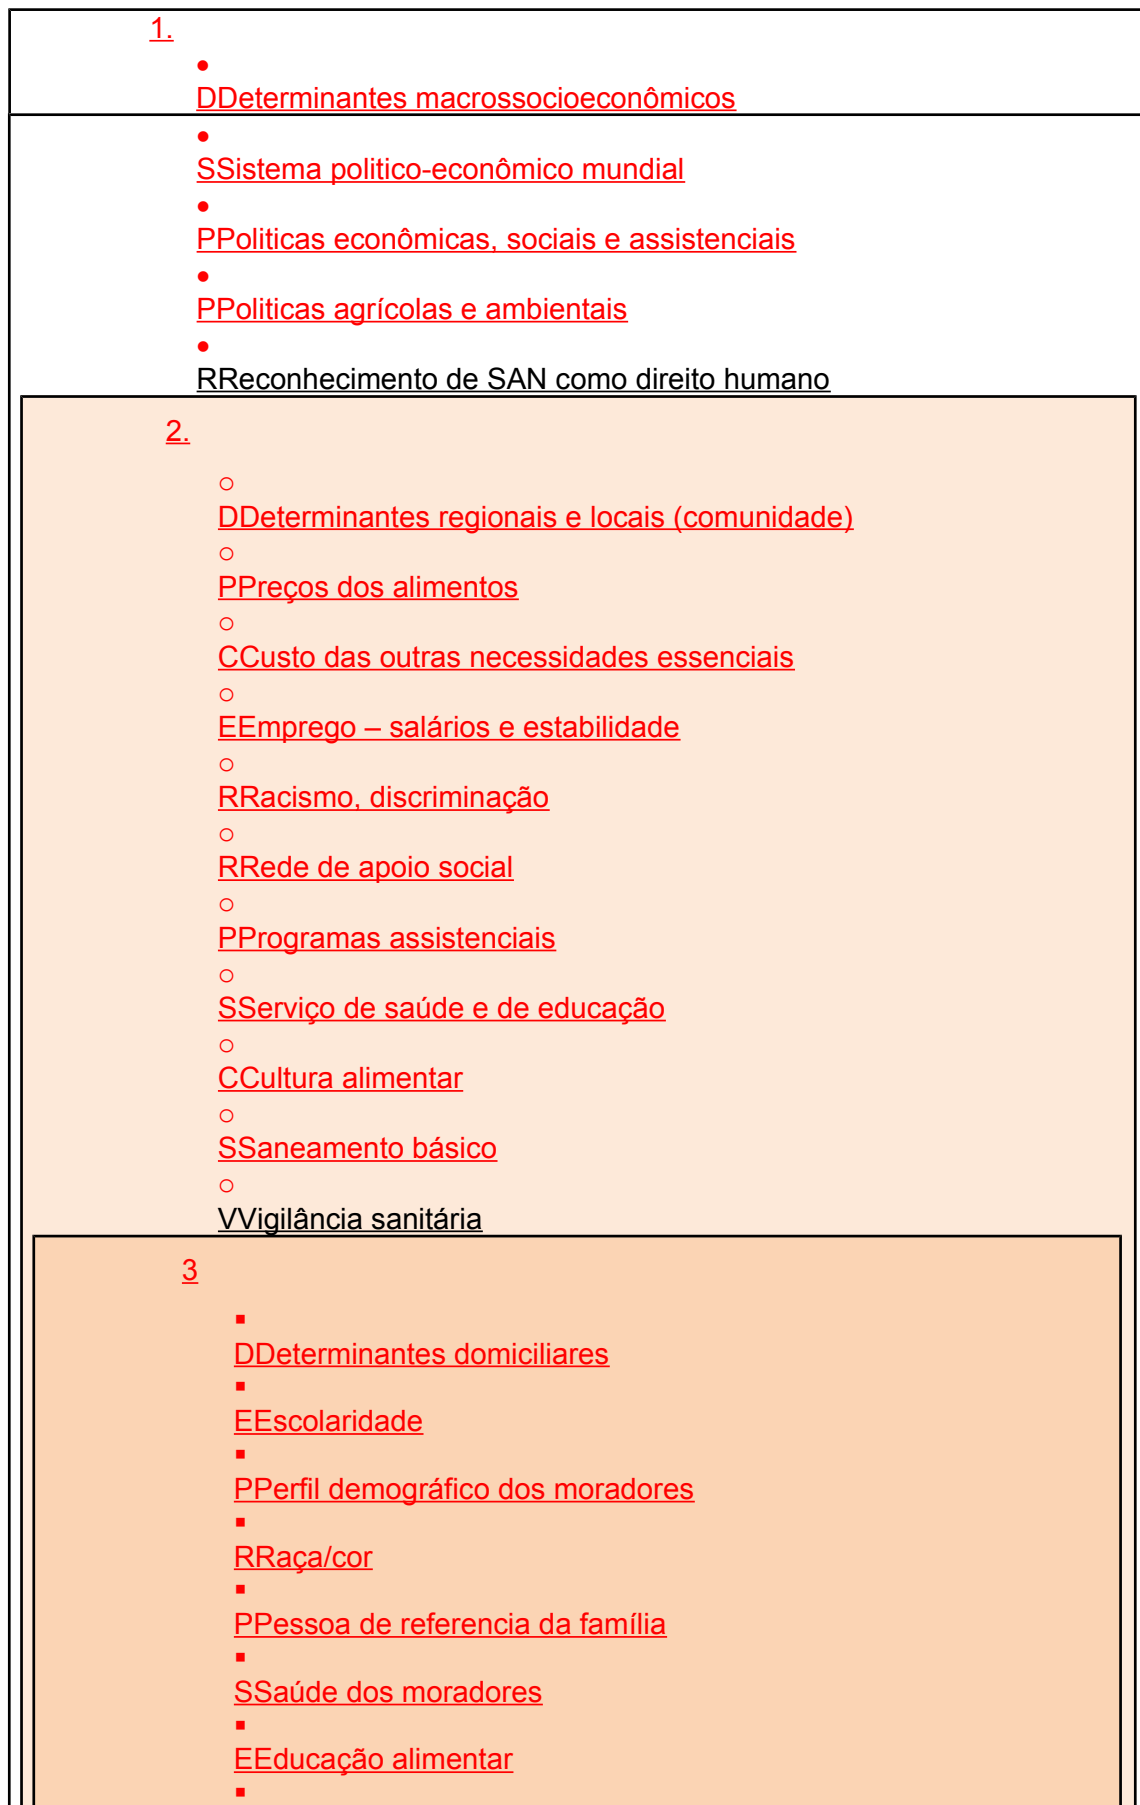 1.
•
DDeterminantes macrossocioeconômicos
•
SSistema politico-econômico mundial
•
PPoliticas econômicas, sociais e assistenciais
•
PPoliticas agrícolas e ambientais
•
RReconhecimento de SAN como direito humano
2.
○
DDeterminantes regionais e locais (comunidade)
○
PPreços dos alimentos
○
CCusto das outras necessidades essenciais
○
EEmprego – salários e estabilidade
○
RRacismo, discriminação
○
RRede de apoio social
○
PProgramas assistenciais
○
SServiço de saúde e de educação
○
CCultura alimentar
○
SSaneamento básico
○
VVigilância sanitária
3
▪
DDeterminantes domiciliares
▪
EEscolaridade
▪
PPerfil demográfico dos moradores
▪
RRaça/cor
▪
PPessoa de referencia da família
▪
SSaúde dos moradores
▪
EEducação alimentar
▪